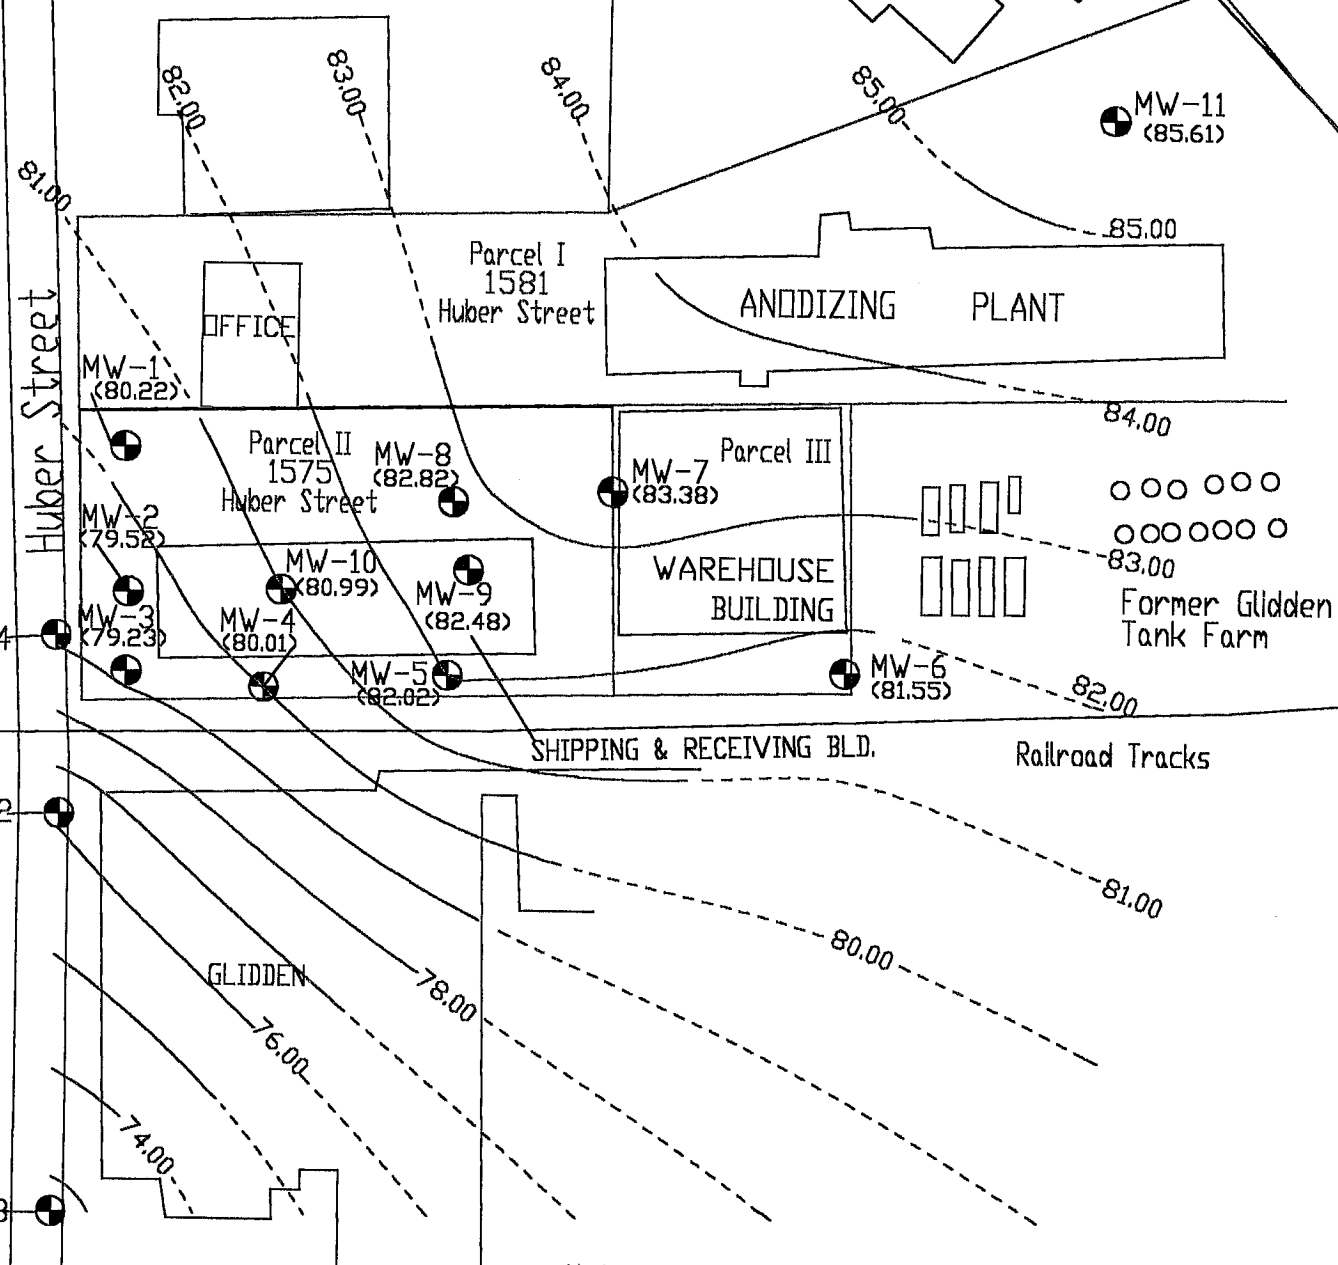 82.00
83.00
84.00
85.00
MW-11
(85.61)
81.00
85.00
Parcel I
1581
Huber Street
OFFICE
ANODIZING PLANT
Huber Street
MW-1
(80.22)
84.00
Parcel II
1575
Huber Street
MW-8
(82.82)
MW-7
(83.38)
Parcel III
MW-2
(79.52)
MW-10
(80.99)
MW-9
(82.48)
WAREHOUSE
BUILDING
83.00
Former Glidden
Tank Farm
4
MW-3
(79.23)
MW-4
(80.01)
MW-5
(82.02)
MW-6
(81.55)
82.00
SHIPPING & RECEIVING BLD.
Railroad Tracks
2
81.00
80.00
GLIDDEN
78.00
76.00
74.00
3